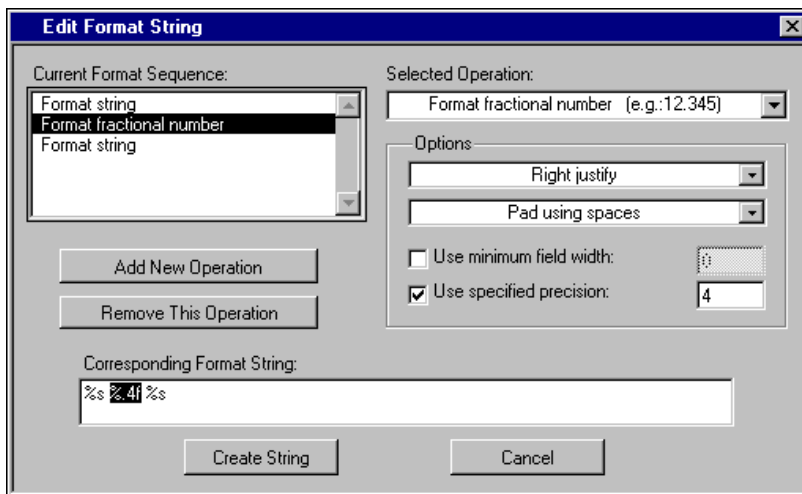 Edit Format String
Current Format Sequence:
Format string
Format fractional number
Format string
Add New Operation
Remove This Operation
Selected Operation:
Format fractional number (e.g.:12.345)
Options
Right justify
Pad using spaces
Use minimum field width: 0
Use specified precision: 4
Corresponding Format String:
%s %.4f %s
Create String
Cancel